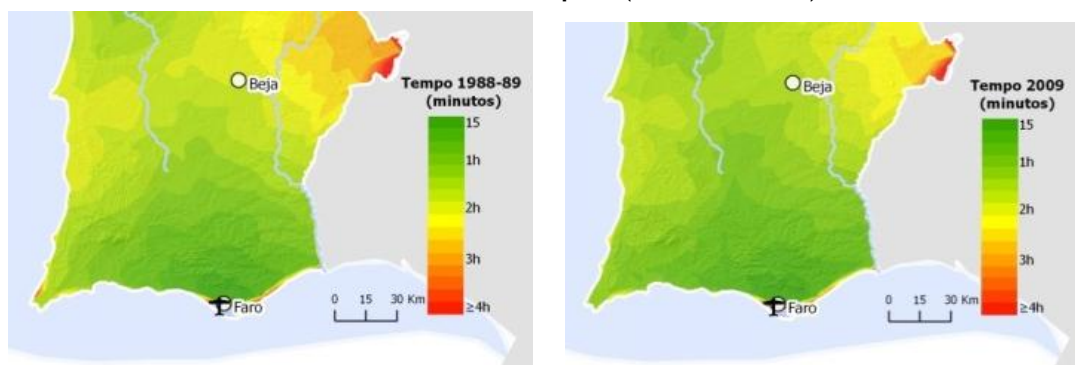 Beja
Tempo 1988-89
(minutos)
15
1h
2h
3h
≥4h
Faro
0 15 30 Km
Beja
Tempo 2009
(minutos)
15
1h
2h
3h
≥4h
Faro
0 15 30 Km